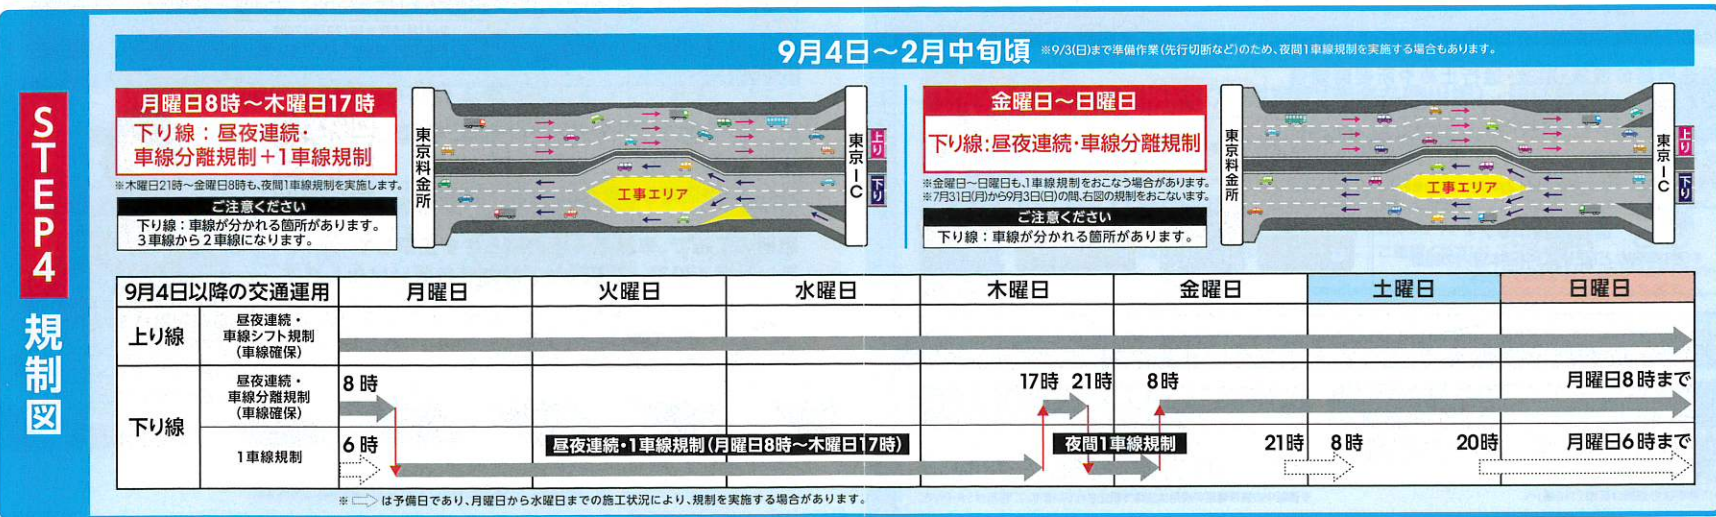 STEP4
規制図
9月4日～2月中旬頃 ※9/3(日)まで準備作業(先行切断など)のため、夜間1車線規制を実施する場合もあります。
月曜日8時～木曜日17時
下り線：昼夜連続・
車線分離規制＋1車線規制
※木曜日21時～金曜日8時も、夜間1車線規制を実施します。
ご注意ください
下り線：車線が分かれる箇所があります。
3車線から2車線になります。
東京料金所
工事エリア
東京IC
上り
下り
金曜日～日曜日
下り線：昼夜連続・車線分離規制
※金曜日～日曜日も、1車線規制をおこなう場合があります。
※7月31日(月)から9月3日(日)の間、右図の規制をおこないます。
ご注意ください
下り線：車線が分かれる箇所があります。
東京料金所
工事エリア
東京IC
上り
下り
9月4日以降の交通運用 月曜日 火曜日 水曜日 木曜日 金曜日 土曜日 日曜日
上り線
昼夜連続・
車線シフト規制
(車線確保)
下り線
昼夜連続・
車線分離規制
(車線確保)
8時 17時 21時 8時 月曜日8時まで
1車線規制
6時 昼夜連続・1車線規制(月曜日8時～木曜日17時) 夜間1車線規制 21時 8時 20時 月曜日6時まで
※ は予備日であり、月曜日から水曜日までの施工状況により、規制を実施する場合があります。